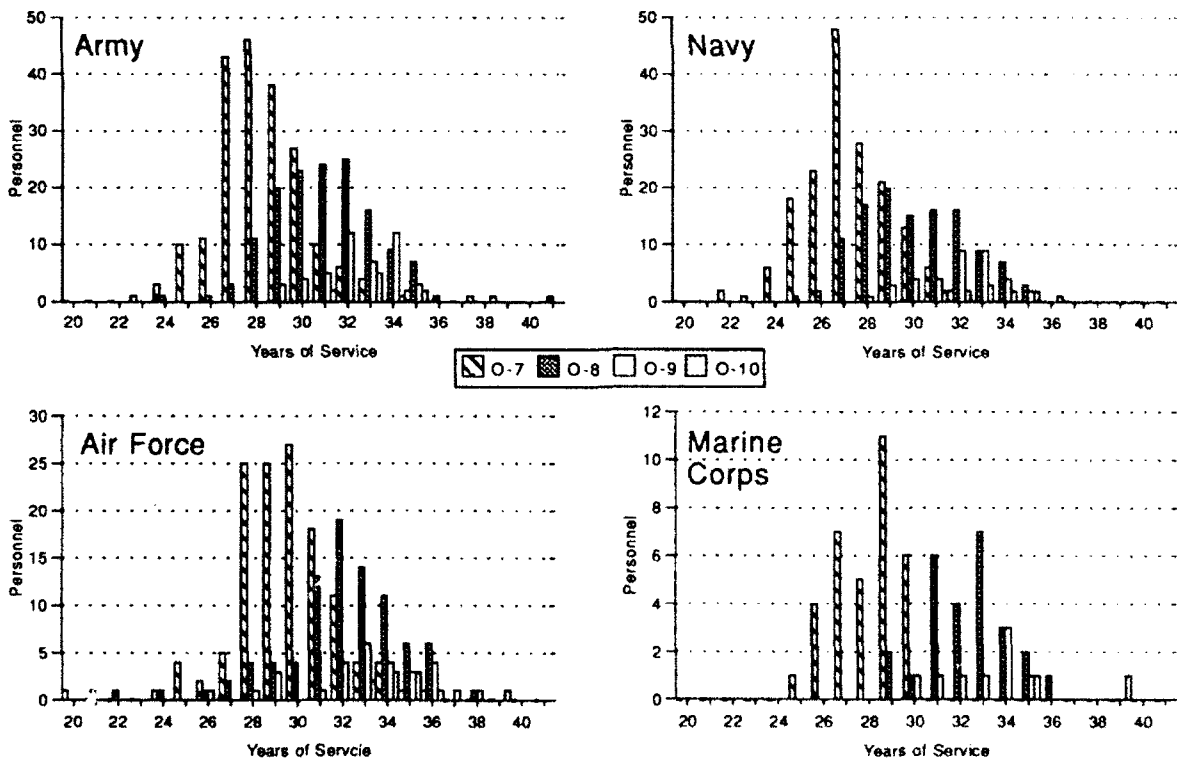 Army
50
40
30
20
10
0
Personnel
20 22 24 26 28 30 32 34 36 38 40
Years of Service
Navy
50
40
30
20
10
0
Personnel
20 22 24 26 28 30 32 34 36 38 40
Years of Service
O-7 O-8 O-9 O-10
Air Force
30
25
20
15
10
5
0
Personnel
20 22 24 26 28 30 32 34 36 38 40
Years of Servcie
Marine
Corps
12
10
8
6
4
2
0
Personnel
20 22 24 26 28 30 32 34 36 38 40
Years of Service